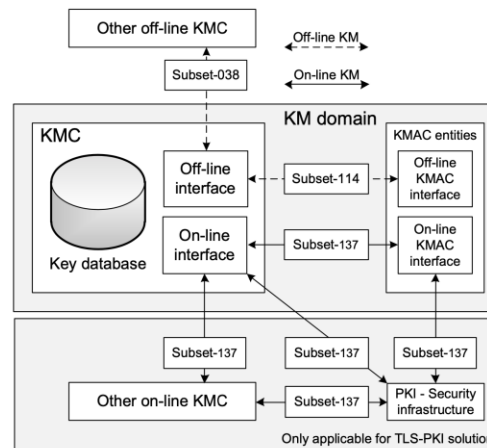 Other off-line KMC
Off-line KM
Subset-038
On-line KM
KM domain
KMC
KMAC entities
Off-line
interface
Subset-114
Off-line
KMAC
interface
On-line
interface
Subset-137
On-line
KMAC
interface
Key database
Subset-137
Subset-137
Subset-137
Other on-line KMC
Subset-137
PKI - Security
infrastructure
Only applicable for TLS-PKI solution